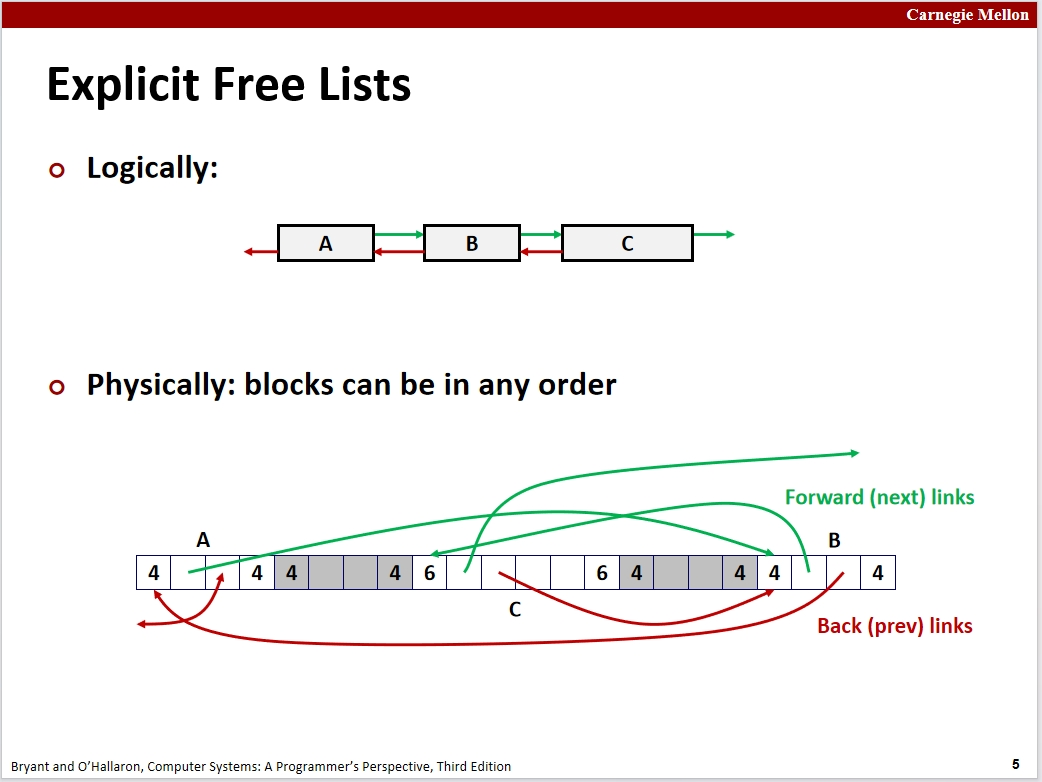 Carnegie Mellon
Explicit Free Lists
Logically:
A B C
Physically: blocks can be in any order
Forward (next) links
A B
4 4 4 4 6 6 4 4 4 4
C
Back (prev) links
Bryant and O’Hallaron, Computer Systems: A Programmer’s Perspective, Third Edition
5